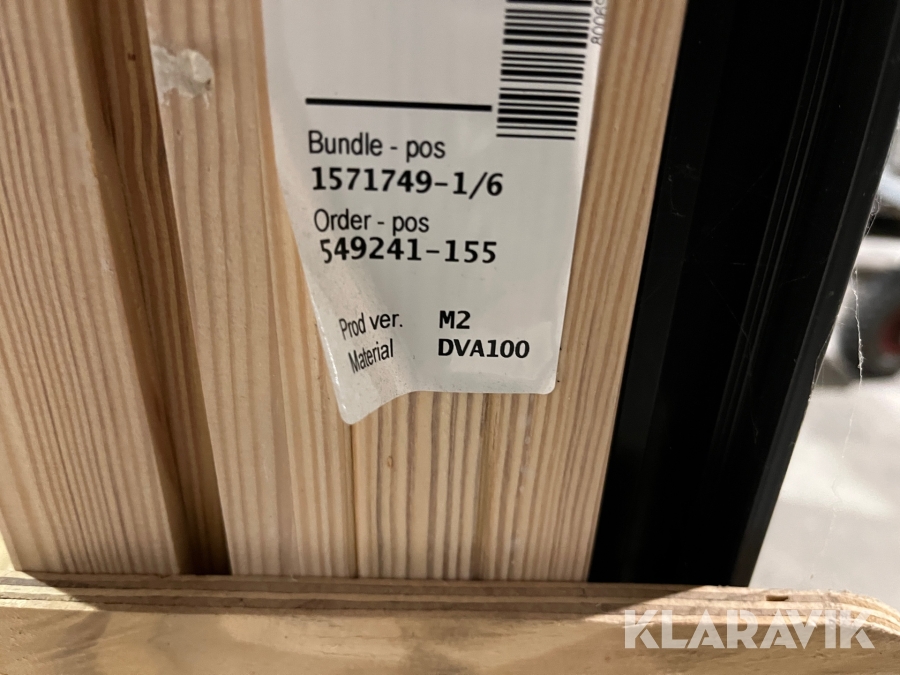 Bundle - pos
1571749-1/6
Order - pos
549241-155
Prod ver. M2
Material DVA100
KLARAVIK